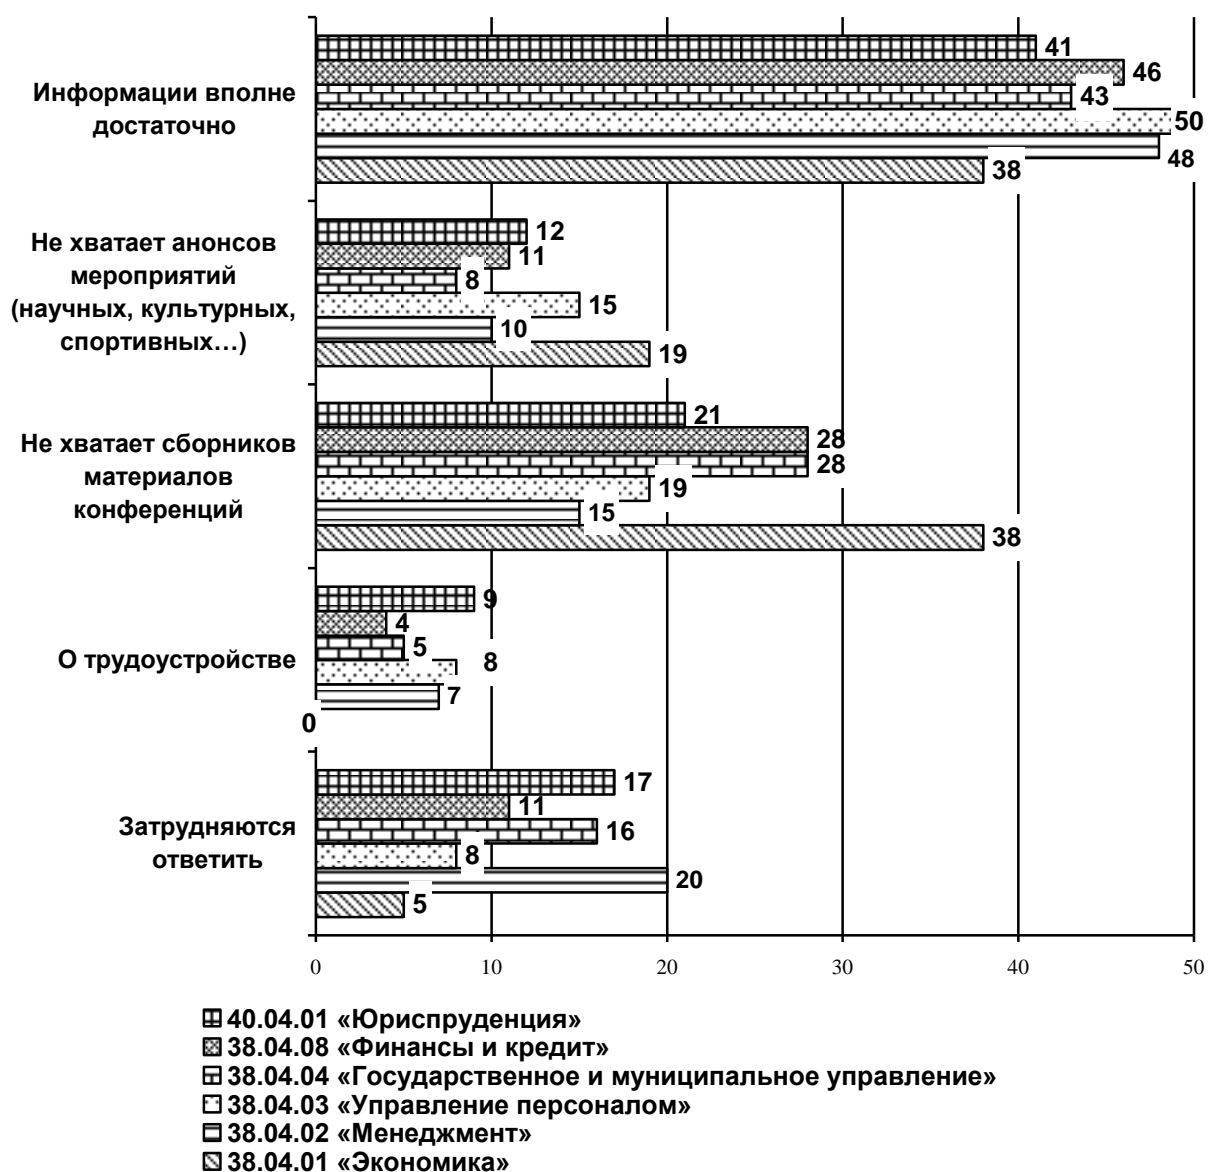 41
46
43
50
48
38
Информации вполне
достаточно
12
11
8
15
10
19
Не хватает анонсов
мероприятий
(научных, культурных,
спортивных…)
21
28
28
19
15
38
Не хватает сборников
материалов
конференций
9
4
5
8
7
0
О трудоустройстве
17
11
16
8
20
5
Затрудняются
ответить
0 10 20 30 40 50
40.04.01 «Юриспруденция»
38.04.08 «Финансы и кредит»
38.04.04 «Государственное и муниципальное управление»
38.04.03 «Управление персоналом»
38.04.02 «Менеджмент»
38.04.01 «Экономика»